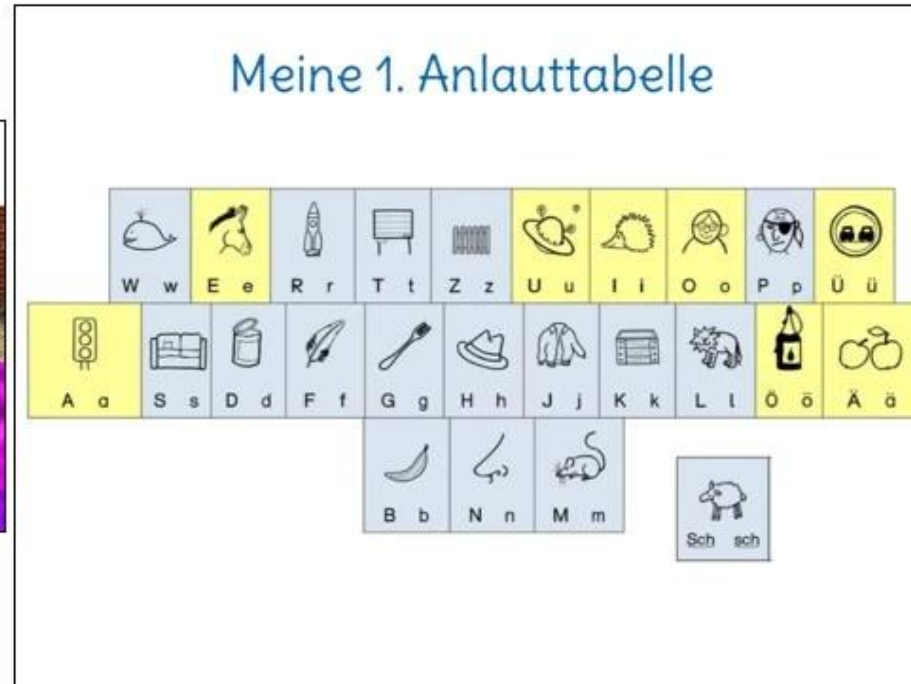 Meine 1. Anlauttabelle
W w E e R r T t Z z U u I i O o P p Ü ü
A a S s D d F f G g H h J j K k L l Ö ö Ä ä
B b N n M m
Sch sch